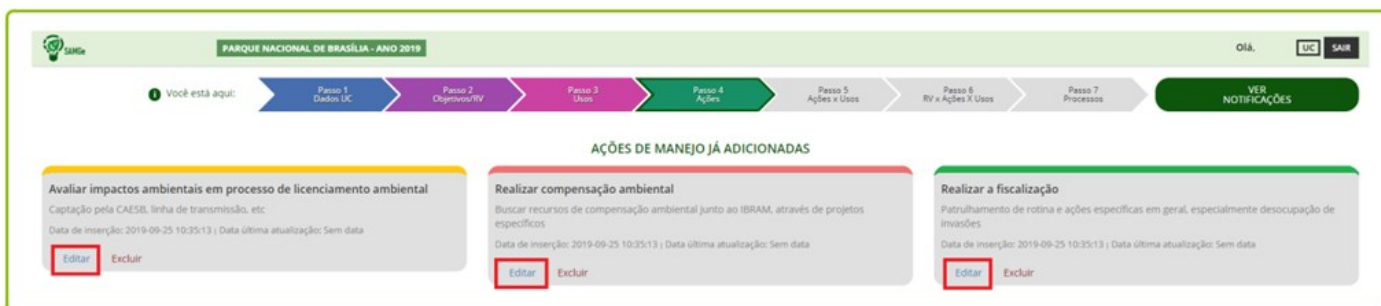 SAMGe
PARQUE NACIONAL DE BRASÍLIA - ANO 2019
Olá,
UC
SAIR
Você está aqui:
Passo 1
Dados UC
Passo 2
Objetivos/RV
Passo 3
Usos
Passo 4
Ações
Passo 5
Ações x Usos
Passo 6
RV x Ações X Usos
Passo 7
Processos
VER
NOTIFICAÇÕES
AÇÕES DE MANEJO JÁ ADICIONADAS
Avaliar impactos ambientais em processo de licenciamento ambiental
Captação pela CAESB, linha de transmissão, etc
Data de inserção: 2019-09-25 10:35:13 | Data última atualização: Sem data
Editar Excluir
Realizar compensação ambiental
Buscar recursos de compensação ambiental junto ao IBRAM, através de projetos
específicos
Data de inserção: 2019-09-25 10:35:13 | Data última atualização: Sem data
Editar Excluir
Realizar a fiscalização
Patrulhamento de rotina e ações específicas em geral, especialmente desocupação de
invasões
Data de inserção: 2019-09-25 10:35:13 | Data última atualização: Sem data
Editar Excluir